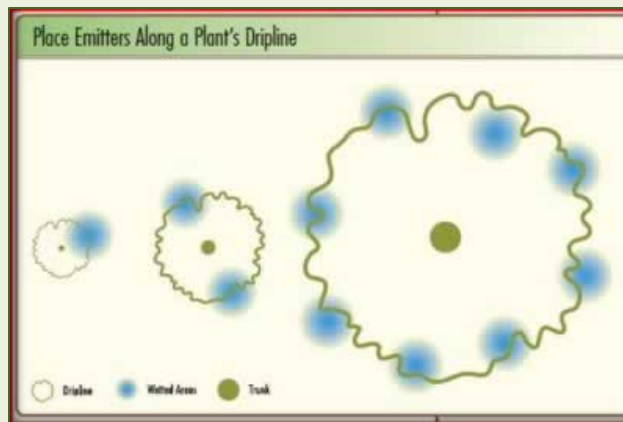 Place Emitters Along a Plant's Dripline
Dripline
Wetted Areas
Trunk